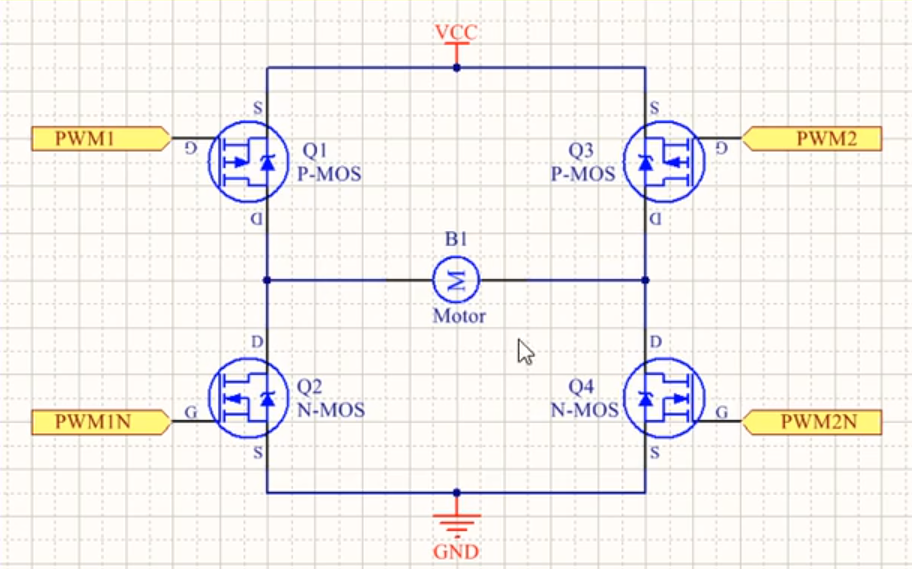 VCC
S
S
PWM1
G
Q1
P-MOS
Q3
P-MOS
G
PWM2
D
D
B1
M
Motor
D
D
Q2
N-MOS
Q4
N-MOS
PWM1N
G
G
PWM2N
S
S
GND